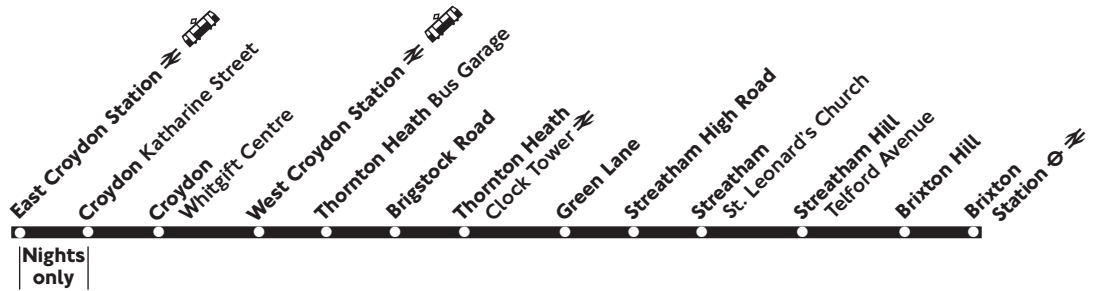 East Croydon Station
Croydon Katharine Street
Croydon
Whitgift Centre
West Croydon Station
Thornton Heath Bus Garage
Brigstock Road
Thornton Heath
Clock Tower
Green Lane
Streatham High Road
Streatham
St. Leonard's Church
Streatham Hill
Telford Avenue
Brixton Hill
Brixton
Station
Nights
only